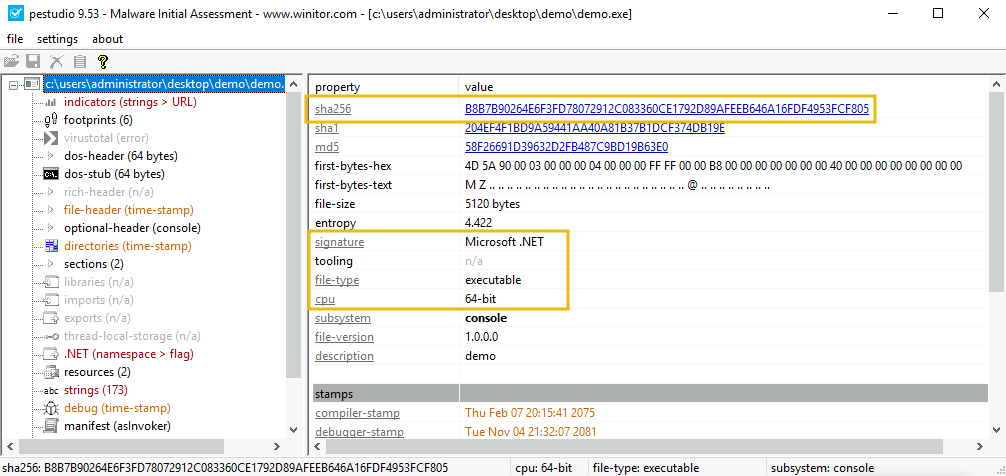 pestudio 9.53 - Malware Initial Assessment - www.winitor.com - [c:\users\administrator\desktop\demo\demo.exe]
file settings about
c:\users\administrator\desktop\demo\demo.
indicators (strings > URL)
footprints (6)
virustotal (error)
dos-header (64 bytes)
dos-stub (64 bytes)
rich-header (n/a)
file-header (time-stamp)
optional-header (console)
directories (time-stamp)
sections (2)
libraries (n/a)
imports (n/a)
exports (n/a)
thread-local-storage (n/a)
.NET (namespace > flag)
resources (2)
abc strings (173)
debug (time-stamp)
manifest (asInvoker)
property value
sha256 B8B7B90264E6F3FD78072912C083360CE1792D89AFEEB646A16FDF4953FCF805
sha1 204EF4F1BD9A59441AA40A81B37B1DCF374DB19E
md5 58F26691D39632D2FB487C9BD19B63E0
first-bytes-hex 4D 5A 90 00 03 00 00 00 04 00 00 00 FF FF 00 00 B8 00 00 00 00 00 00 00 40 00 00 00 00 00 00 00
first-bytes-text M Z .. .. .. .. .. .. .. .. .. .. .. .. .. .. .. .. .. .. .. .. .. .. @ .. .. .. .. .. .. ..
file-size 5120 bytes
entropy 4.422
signature Microsoft .NET
tooling n/a
file-type executable
cpu 64-bit
subsystem console
file-version 1.0.0.0
description demo
stamps
compiler-stamp Thu Feb 07 20:15:41 2075
debugger-stamp Tue Nov 04 21:32:07 2081
sha256: B8B7B90264E6F3FD78072912C083360CE1792D89AFEEB646A16FDF4953FCF805 cpu: 64-bit file-type: executable subsystem: console